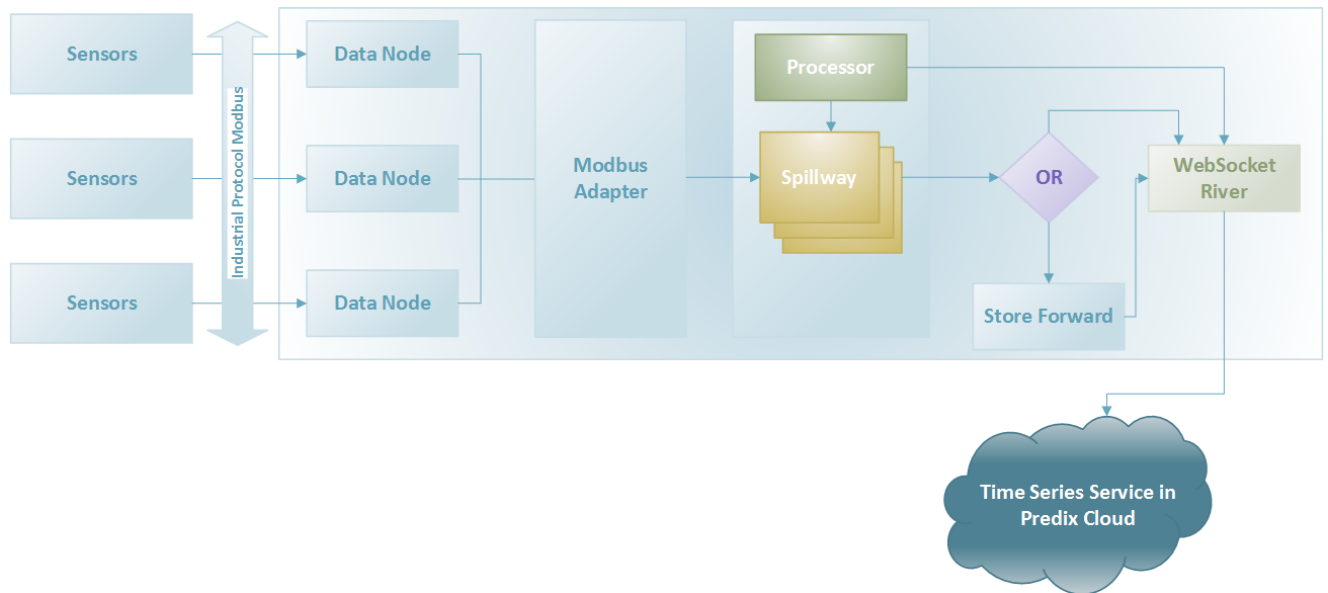 Sensors
Sensors
Sensors
Industrial Protocol Modbus
Data Node
Data Node
Data Node
Modbus
Adapter
Processor
Spillway
OR
Store Forward
WebSocket
River
Time Series Service in
Predix Cloud